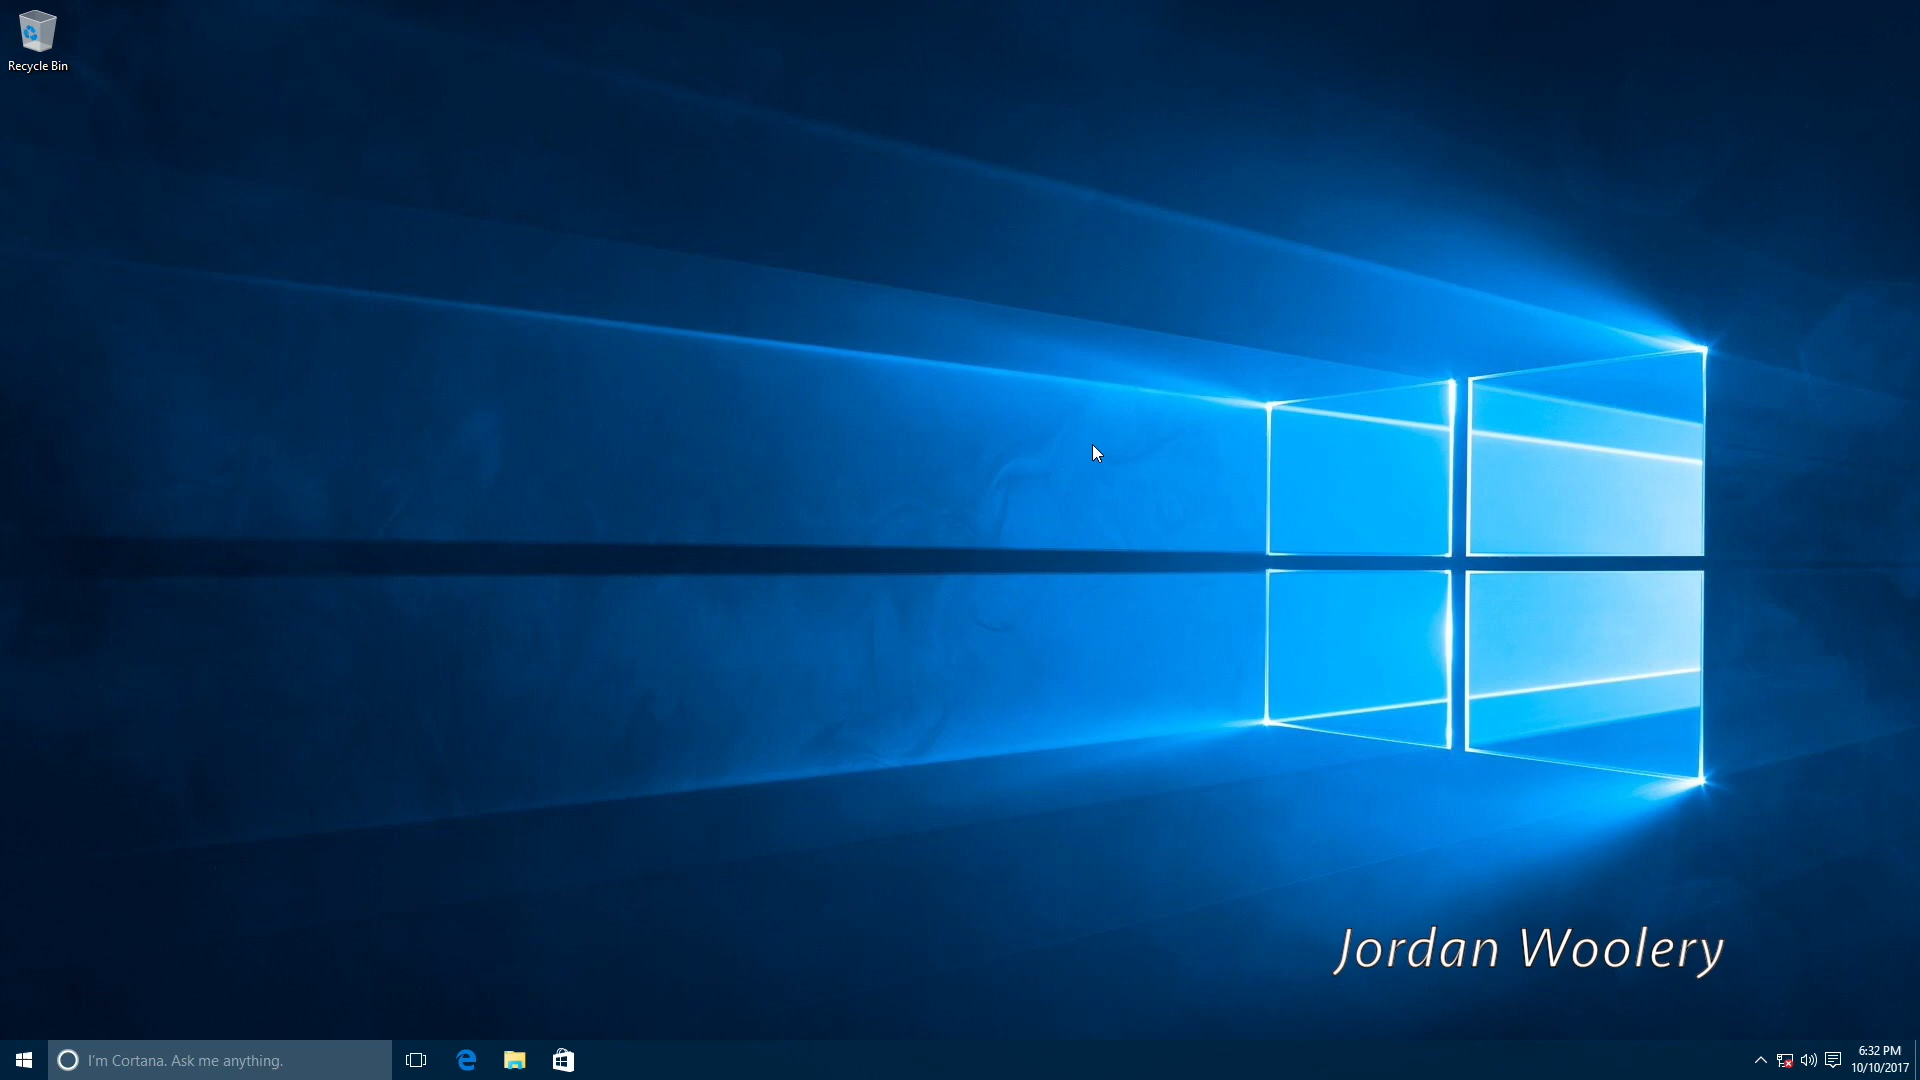 Recycle Bin
Jordan Woolery
I'm Cortana. Ask me anything.
6:32 PM
10/10/2017